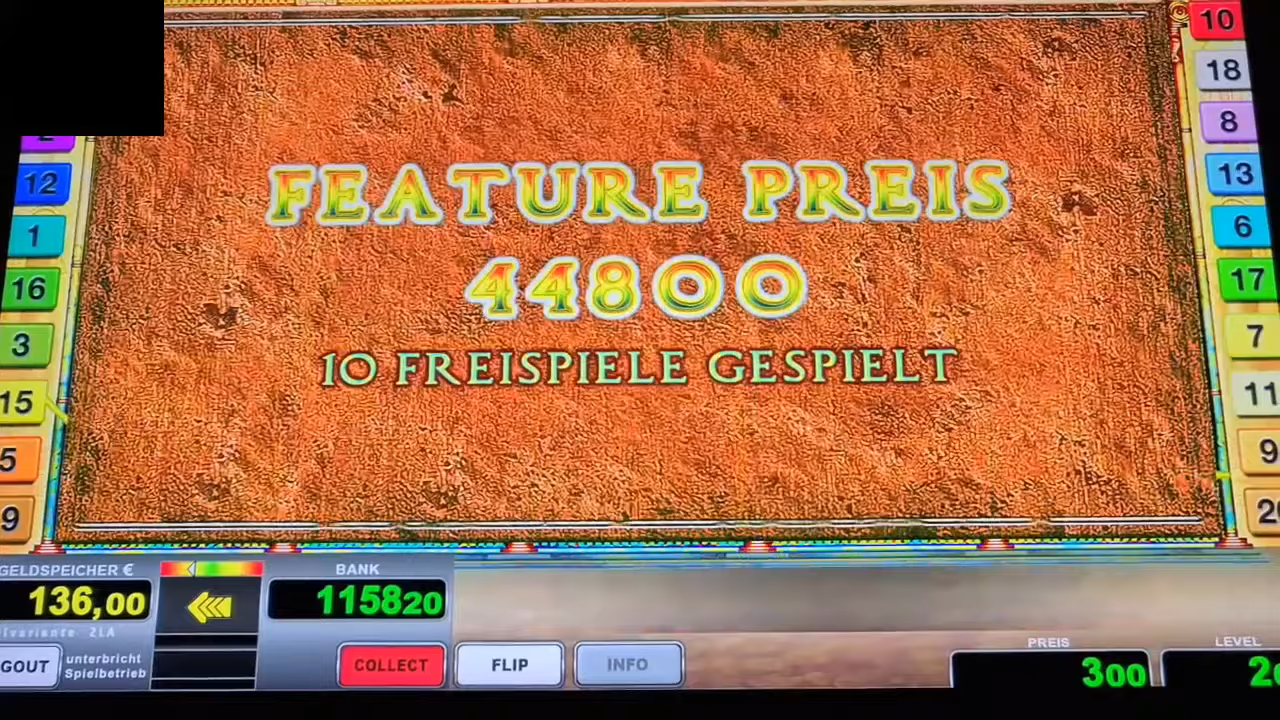 10
18
8
13
6
17
7
11
9
12
1
16
3
15
5
9
FEATURE PREIS
44800
10 FREISPIELE GESPIELT
GELDSPEICHER €
136,00
2LA
BANK
115820
GOUT
unterbricht
Spielbetrieb
COLLECT
FLIP
INFO
PREIS
300
LEVEL